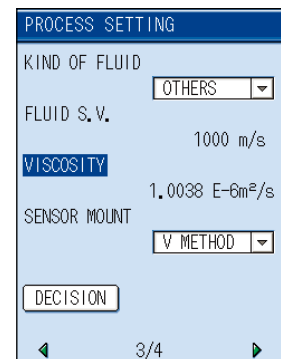 PROCESS SETTING
KIND OF FLUID
OTHERS
FLUID S.V.
1000 m/s
VISCOSITY
1.0038 E-6m²/s
SENSOR MOUNT
V METHOD
DECISION
3/4